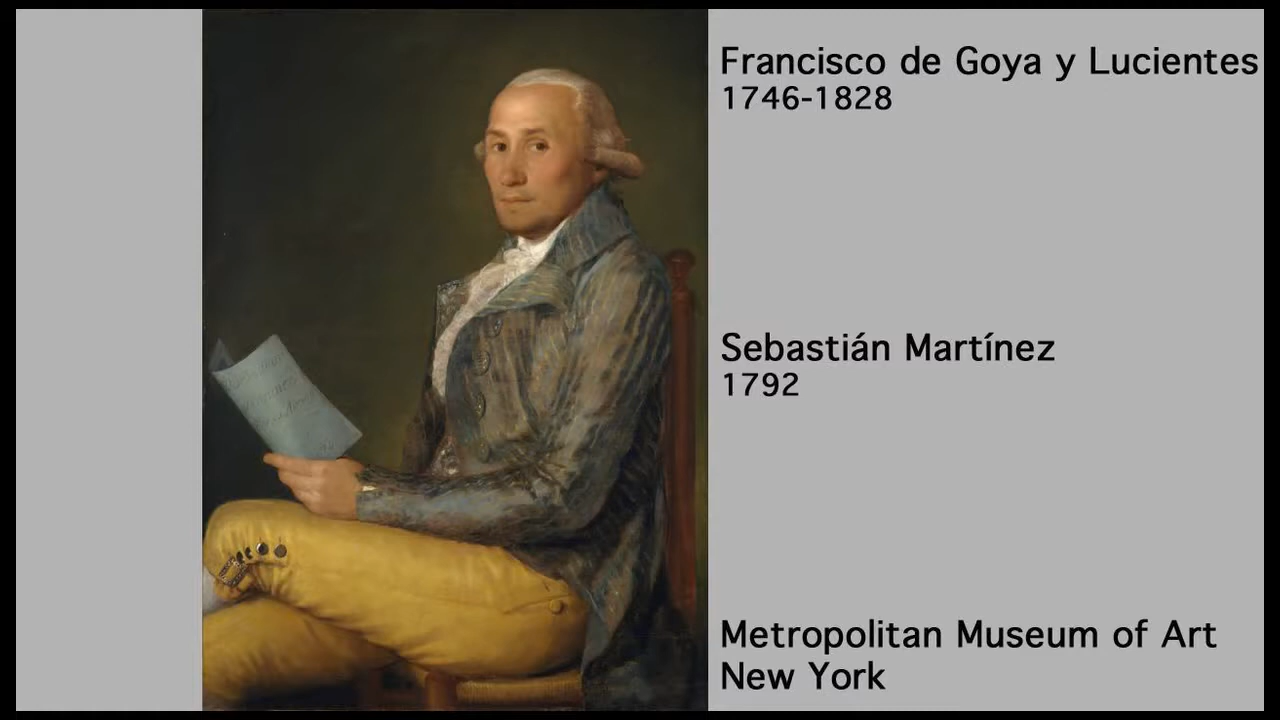 Francisco de Goya y Lucientes
1746-1828
Sebastián Martínez
1792
Metropolitan Museum of Art
New York